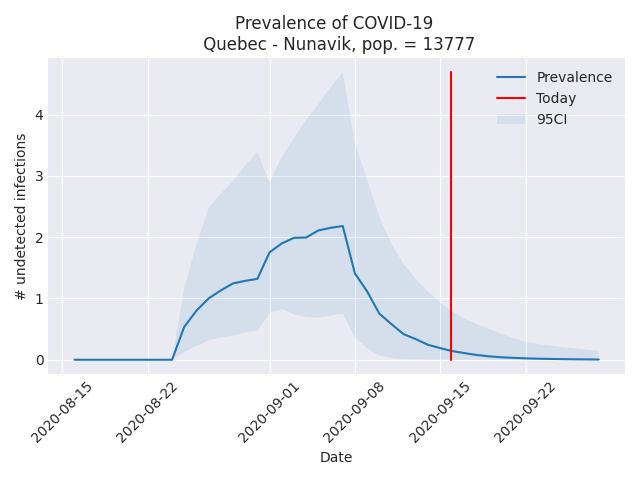 Prevalence of COVID-19
Quebec - Nunavik, pop. = 13777
Prevalence
Today
95CI
# undetected infections
4
3
2
1
0
2020-08-15
2020-08-22
2020-09-01
2020-09-08
2020-09-15
2020-09-22
Date